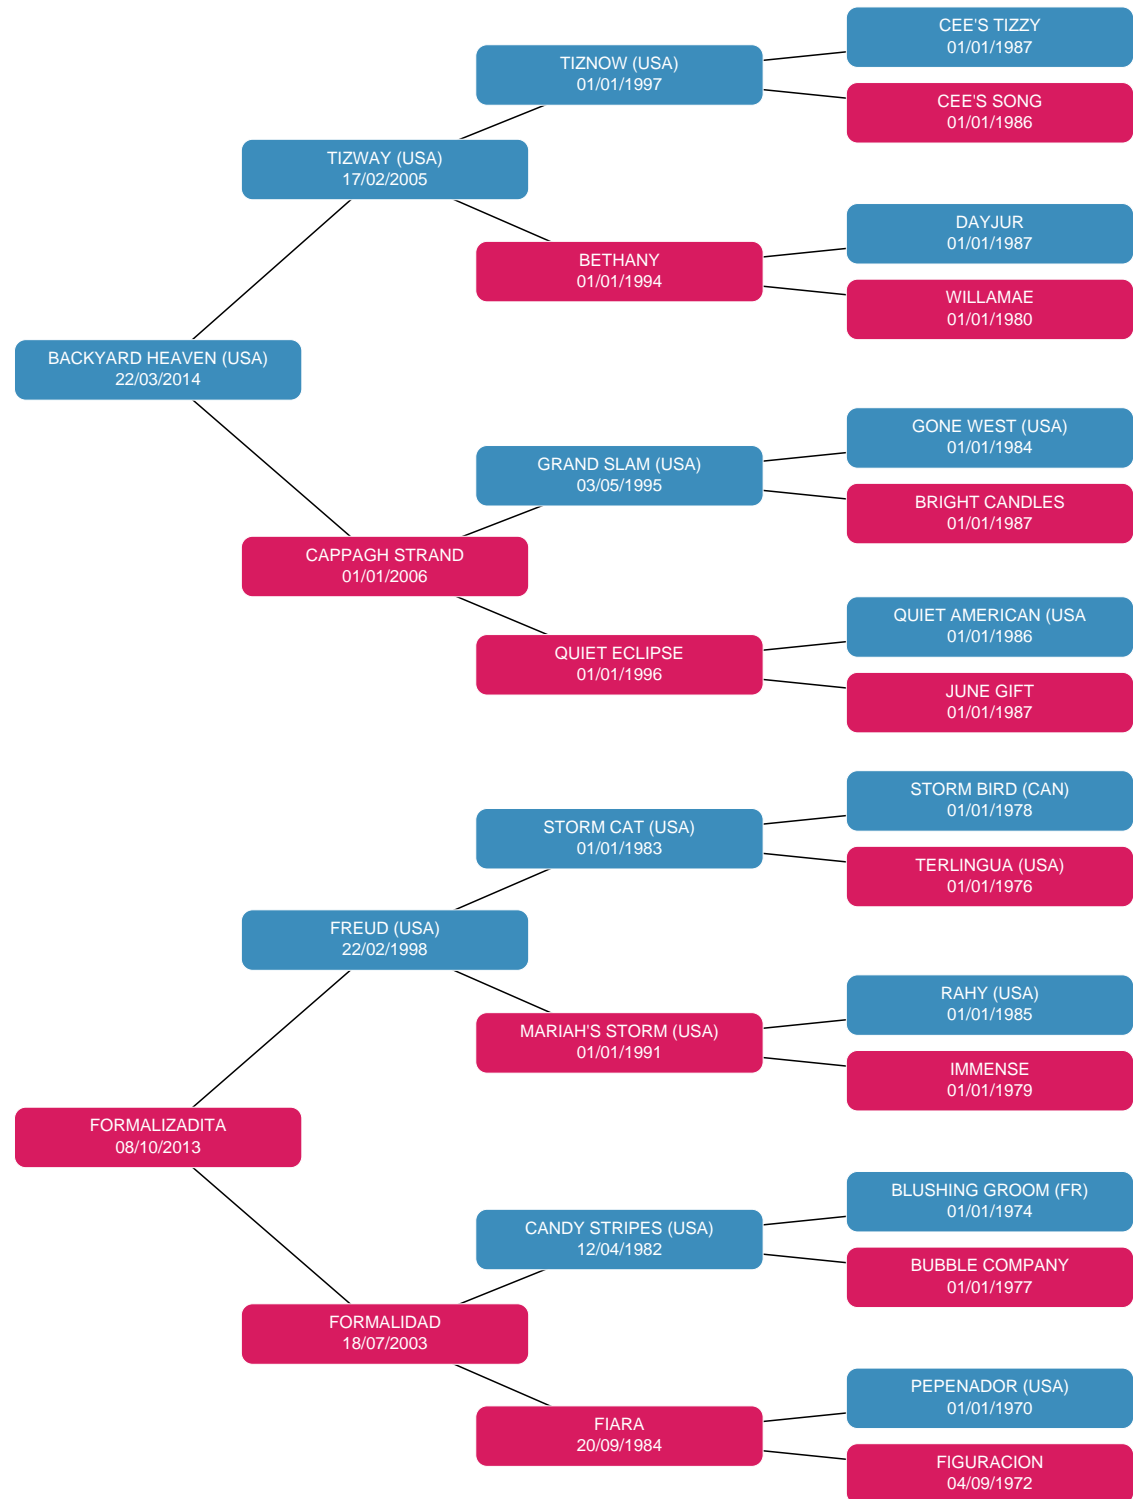 CEE'S TIZZY
01/01/1987
TIZNOW (USA)
01/01/1997
CEE'S SONG
01/01/1986
TIZWAY (USA)
17/02/2005
DAYJUR
01/01/1987
BETHANY
01/01/1994
WILLAMAE
01/01/1980
BACKYARD HEAVEN (USA)
22/03/2014
GONE WEST (USA)
01/01/1984
GRAND SLAM (USA)
03/05/1995
BRIGHT CANDLES
01/01/1987
CAPPAGH STRAND
01/01/2006
QUIET AMERICAN (USA
01/01/1986
QUIET ECLIPSE
01/01/1996
JUNE GIFT
01/01/1987
STORM BIRD (CAN)
01/01/1978
STORM CAT (USA)
01/01/1983
TERLINGUA (USA)
01/01/1976
FREUD (USA)
22/02/1998
RAHY (USA)
01/01/1985
MARIAH'S STORM (USA)
01/01/1991
IMMENSE
01/01/1979
FORMALIZADITA
08/10/2013
BLUSHING GROOM (FR)
01/01/1974
CANDY STRIPES (USA)
12/04/1982
BUBBLE COMPANY
01/01/1977
FORMALIDAD
18/07/2003
PEPENADOR (USA)
01/01/1970
FIARA
20/09/1984
FIGURACION
04/09/1972